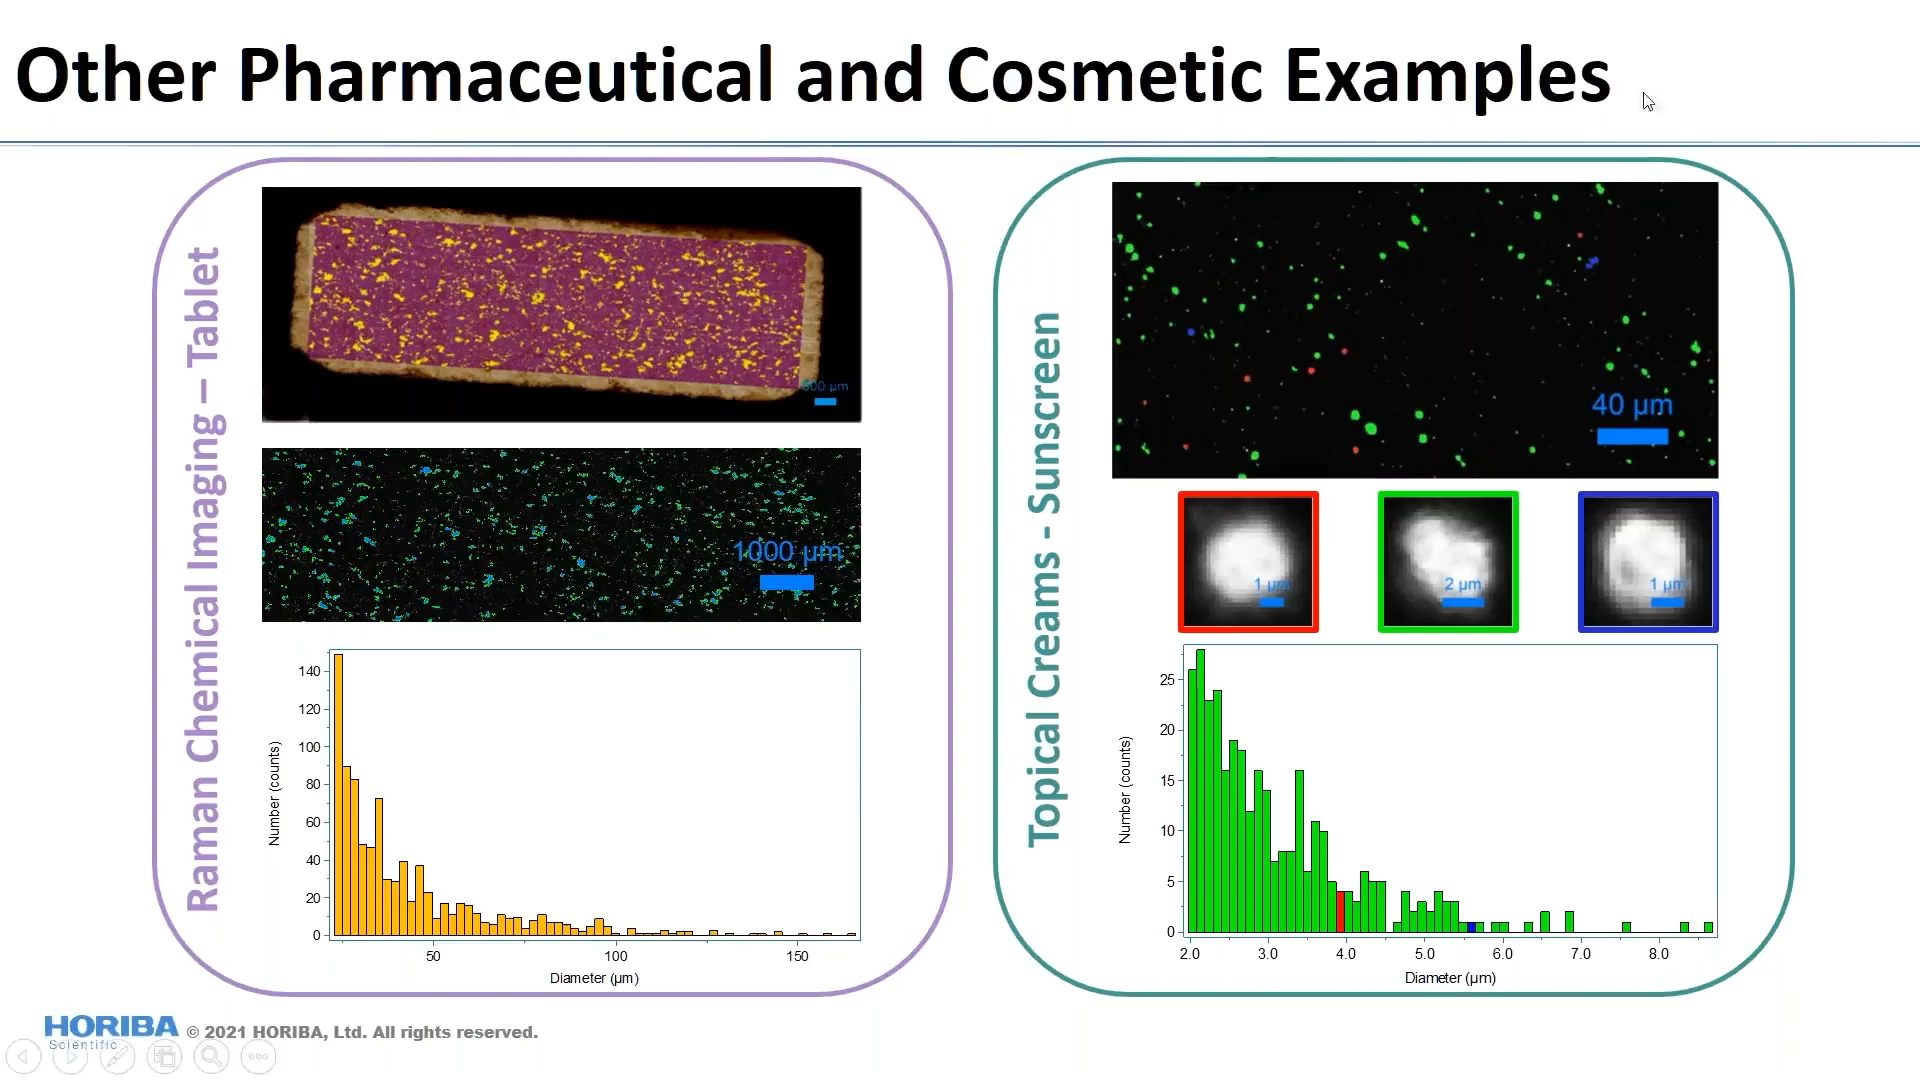 Other Pharmaceutical and Cosmetic Examples
Raman Chemical Imaging – Tablet
1000 µm
140
120
100
80
60
40
20
0
Number (counts)
50
100
150
Diameter (µm)
Topical Creams - Sunscreen
40 µm
1 µm
2 µm
1 µm
25
20
15
10
5
0
Number (counts)
2.0
3.0
4.0
5.0
6.0
7.0
8.0
Diameter (µm)
HORIBA
Scientific
© 2021 HORIBA, Ltd. All rights reserved.